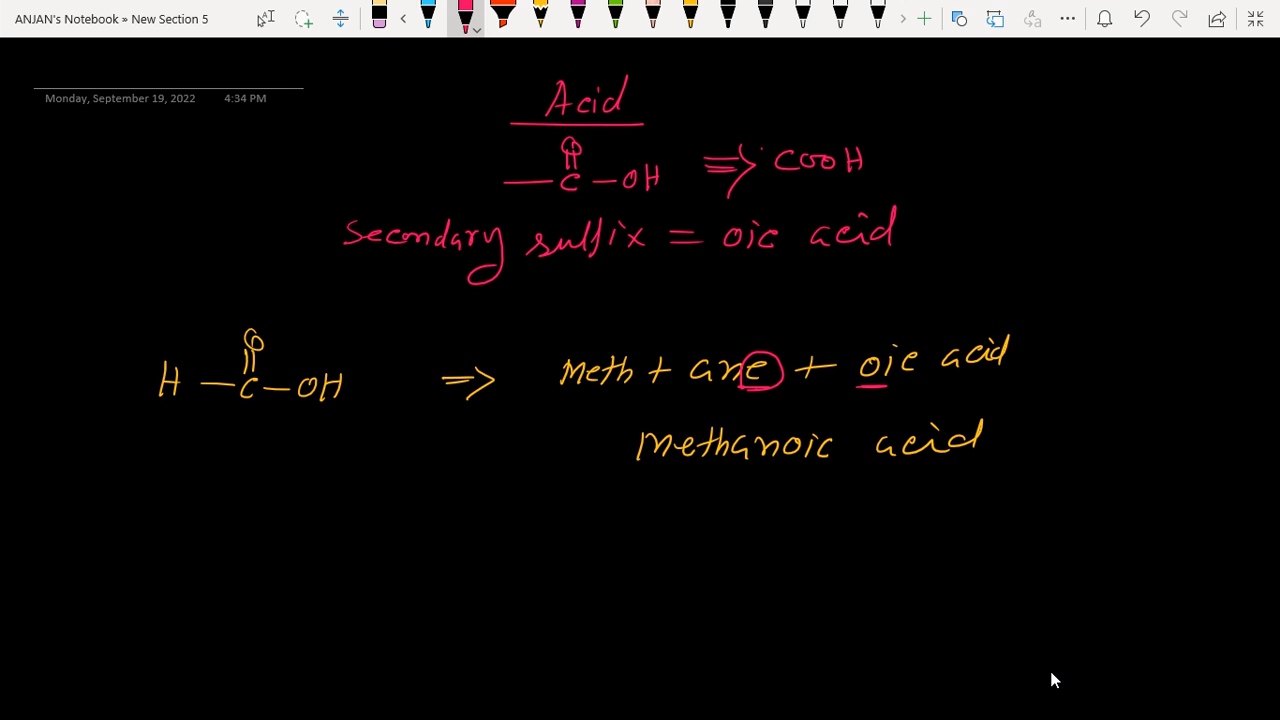 ANJAN's Notebook » New Section 5
Monday, September 19, 2022 4:34 PM
Acid
O
— C — OH ⇒ COOH
Secondary suffix = oic acid
O
H — C — OH ⇒ Meth + ane + oic acid
Methanoic acid